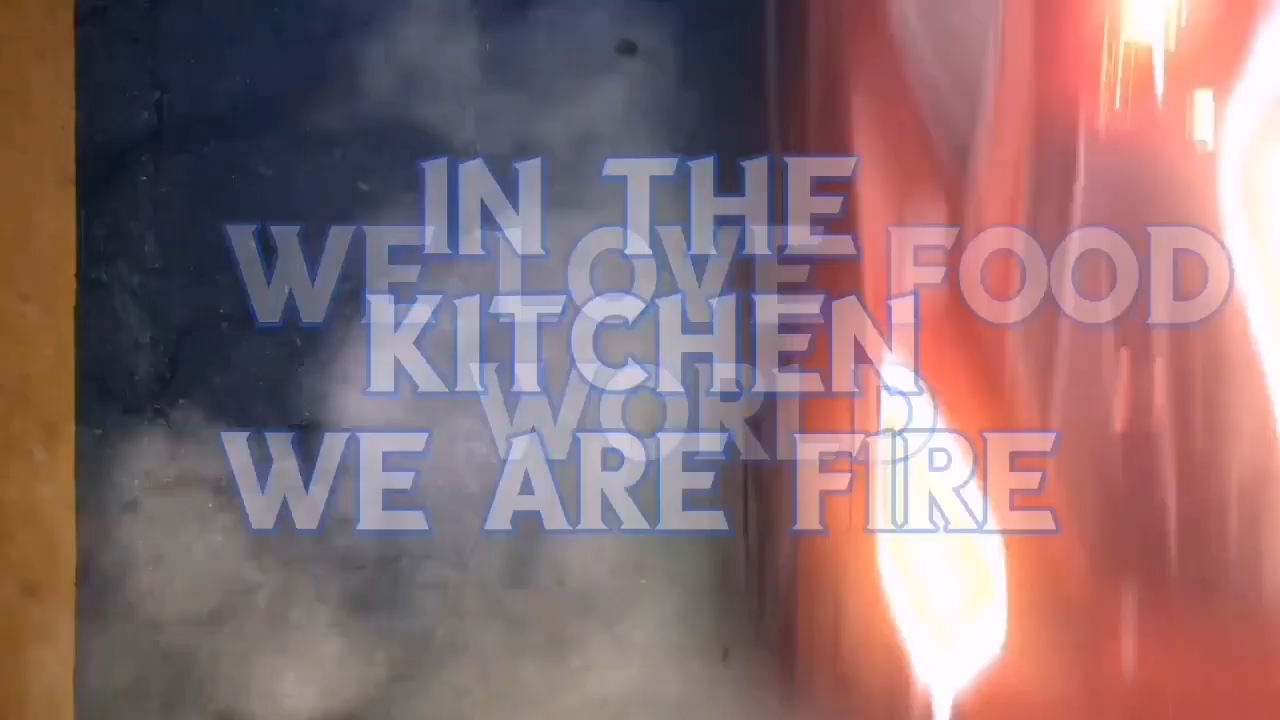 IN THE
KITCHEN
WE ARE FIRE
WE LOVE FOOD
WORLD